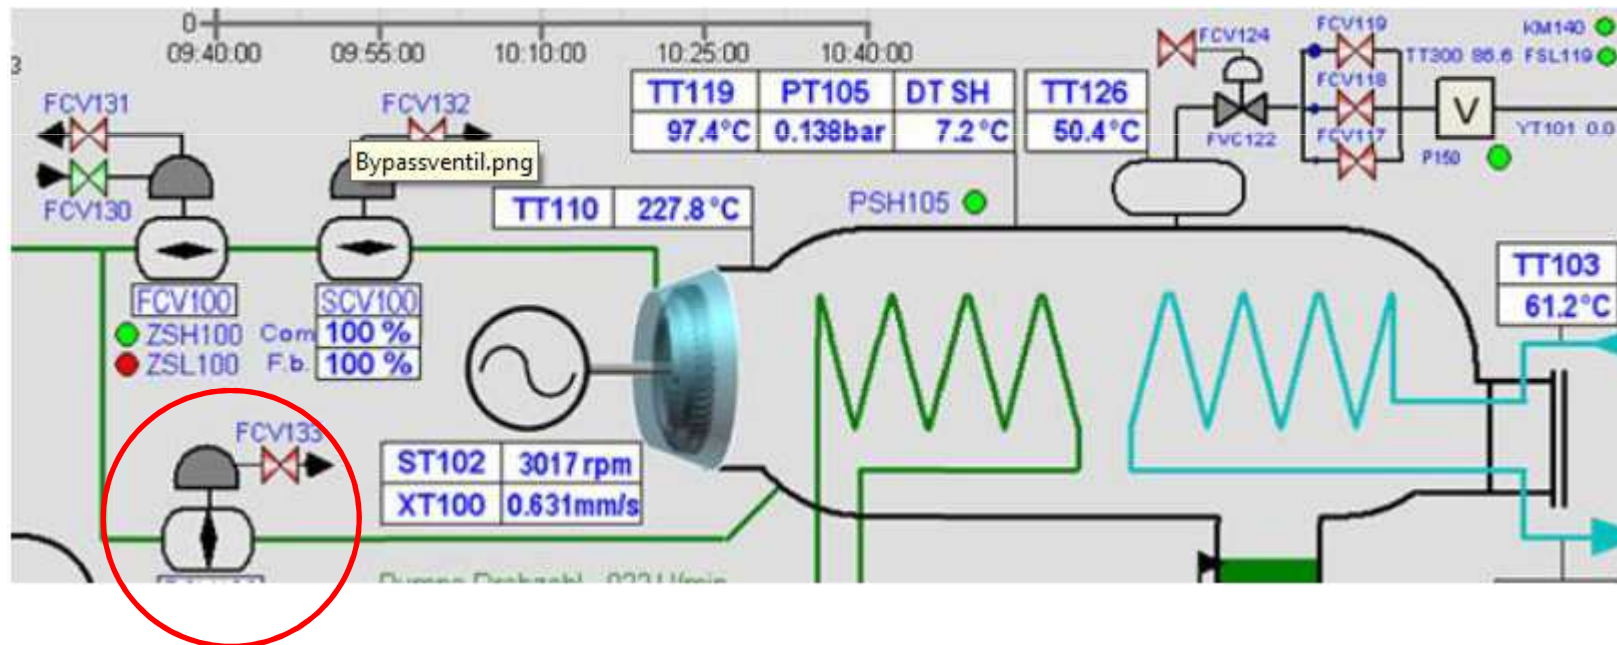 0
09:40:00 09:55:00 10:10:00 10:25:00 10:40:00
3
FCV131
FCV132
Bypassventil.png
FCV130
FCV100
SCV100
ZSH100
Com 100 %
ZSL100
F.b. 100 %
FCV133
TT110 227.8 °C
TT119 PT105 DT SH
97.4°C 0.138bar 7.2 °C
TT126
50.4°C
PSH105
FCV124
FVC122
FCV119
FCV118
FCV117
KM140
TT300 86.6 FSL119
V
YT101 0.0
P150
TT103
61.2°C
ST102 3017 rpm
XT100 0.631mm/s